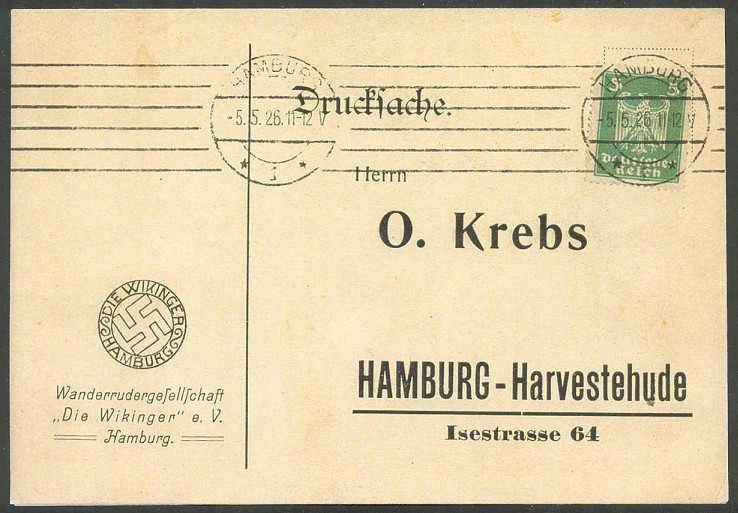 HAMBURG
-5.5.26.11-12 V
* 1 *
Drucksache.
HAMBURG
-5.5.26.11-12 V
Deutsches
Reich
Herrn
O. Krebs
DIE WIKINGER
HAMBURG
HAMBURG-Harvestehude
Isestrasse 64
Wanderrudergeſellſchaft
„Die Wikinger" e. V.
Hamburg.